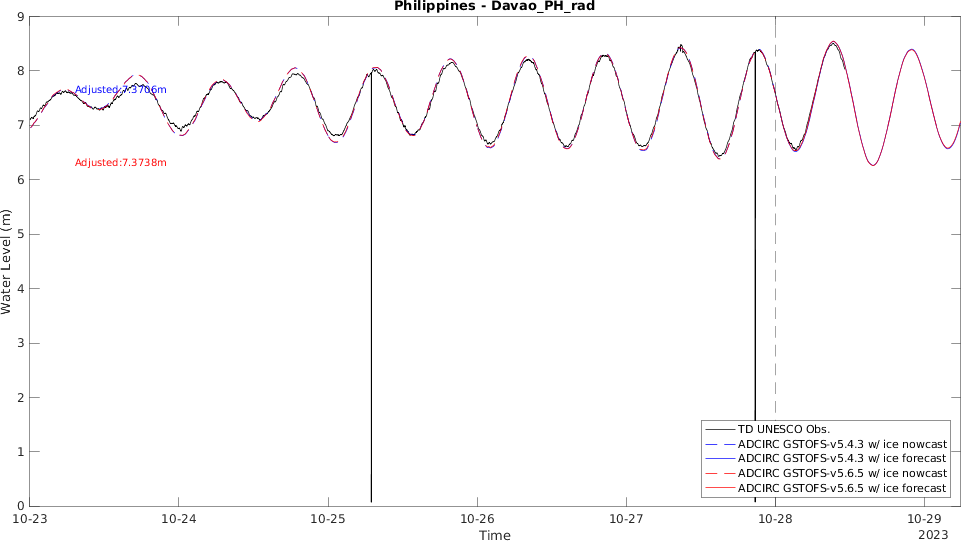 Philippines - Davao_PH_rad
9
8
7
6
5
4
3
2
1
0
Water Level (m)
Adjusted:7.3706m
Adjusted:7.3738m
TD UNESCO Obs.
ADCIRC GSTOFS-v5.4.3 w/ ice nowcast
ADCIRC GSTOFS-v5.4.3 w/ ice forecast
ADCIRC GSTOFS-v5.6.5 w/ ice nowcast
ADCIRC GSTOFS-v5.6.5 w/ ice forecast
10-23 10-24 10-25 10-26 10-27 10-28 10-29
Time 2023